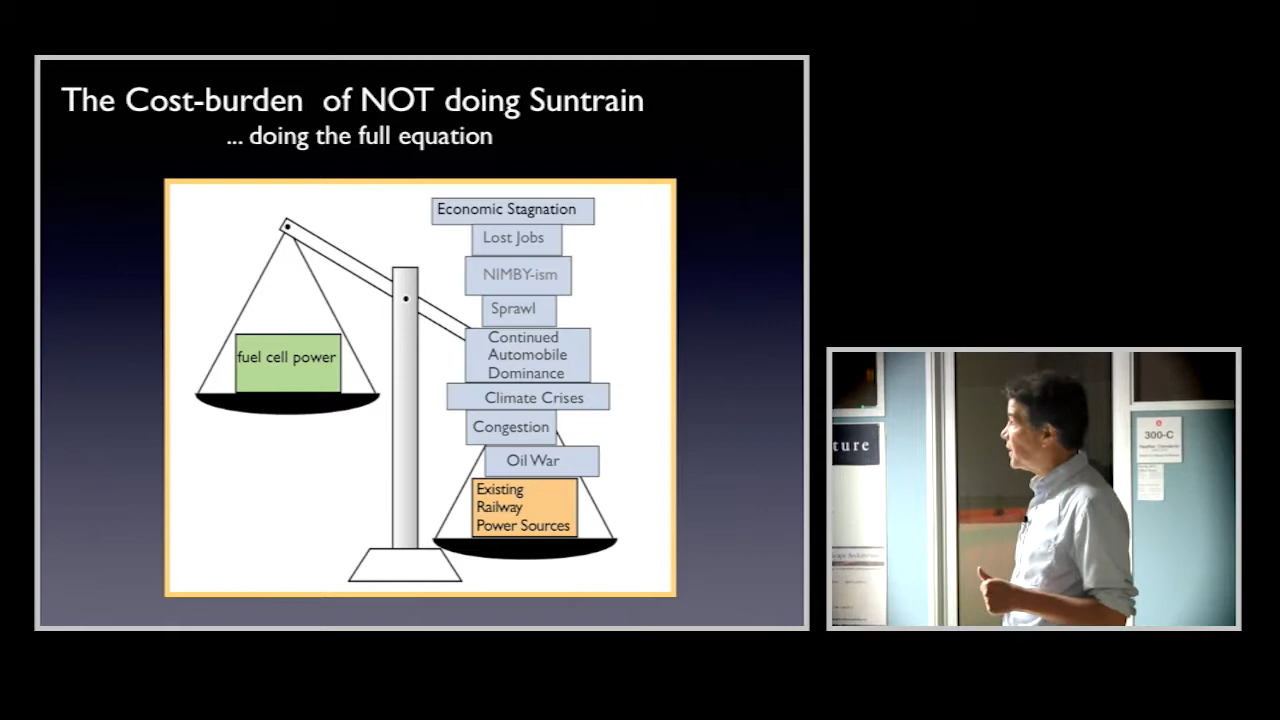 The Cost-burden of NOT doing Suntrain
... doing the full equation
Economic Stagnation
Lost Jobs
NIMBY-ism
Sprawl
Continued
Automobile
Dominance
Climate Crises
Congestion
Oil War
Existing
Railway
Power Sources
fuel cell power
ture
300-C